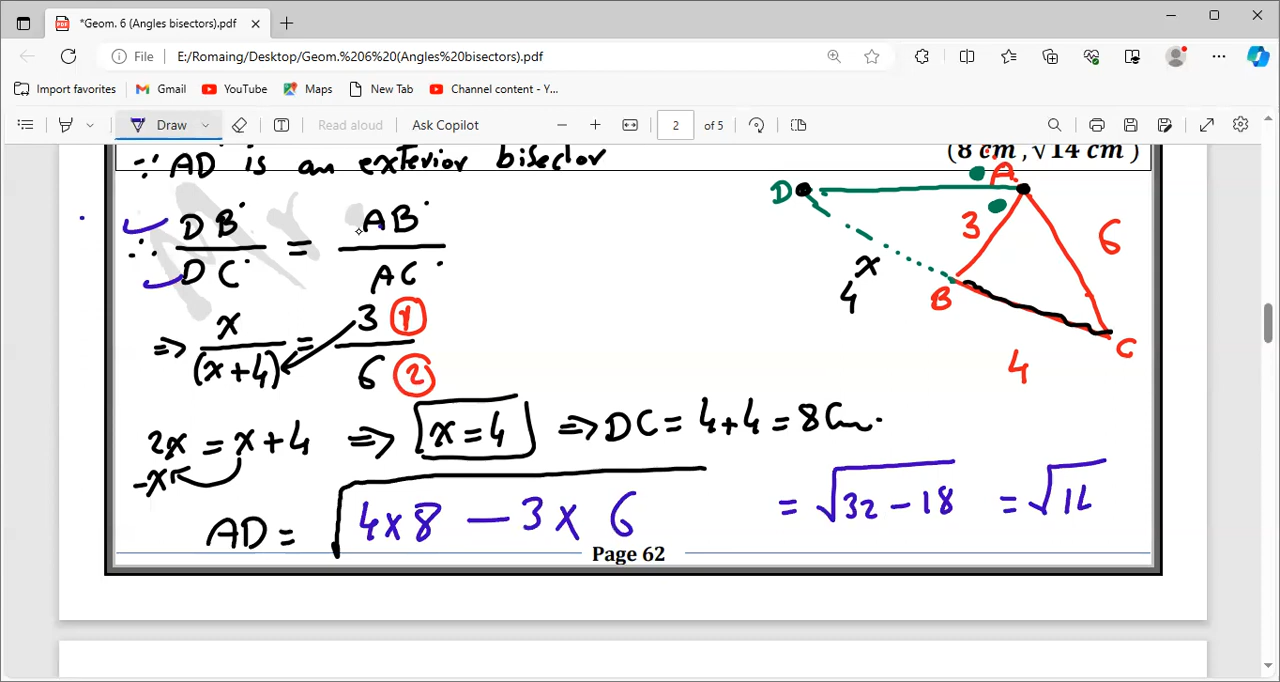 *Geom. 6 (Angles bisectors).pdf
File E:/Romaing/Desktop/Geom.%206%20(Angles%20bisectors).pdf
Import favorites Gmail YouTube Maps New Tab Channel content - Y...
Draw Read aloud Ask Copilot 2 of 5
∵ AD is an exterior bisector
(8 cm ,√14 cm )
∴ DB/DC = AB/AC
⇒ x/(x+4) = 3/6 ① ②
2x = x+4 ⇒ x=4 ⇒ DC = 4+4 = 8cm.
-x
AD = √(4×8 - 3×6) = √(32-18) = √14
D A
3 6
x
4 B
C
4
Page 62